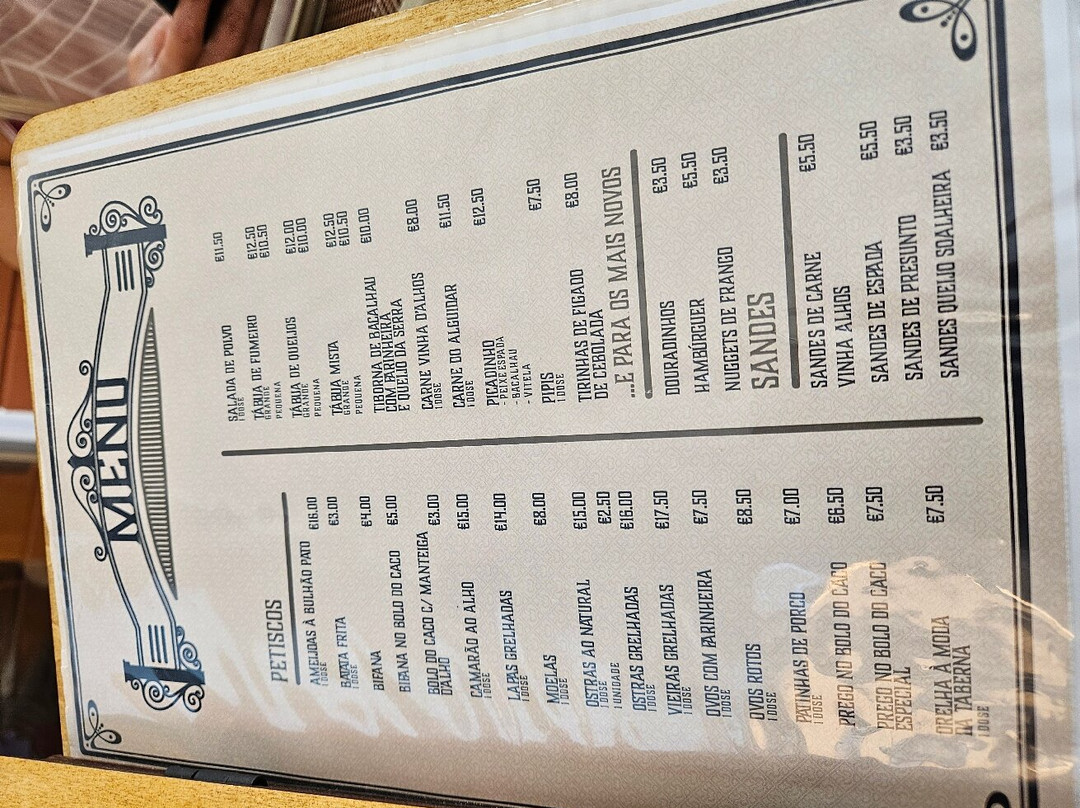 MENU
PETISCOS
AMEIJOAS À BULHÃO PATO €16.00
1 DOSE
BATATA FRITA €3.00
1 DOSE
BIFANA €4.00
BIFANA NO BOLO DO CACO €5.00
BOLO DO CACO C/ MANTEIGA €3.00
D'ALHO
CAMARÃO AO ALHO €15.00
1 DOSE
LAPAS GRELHADAS €14.00
1 DOSE
MOELAS €8.00
1 DOSE
OSTRAS AO NATURAL €15.00
1 DOSE €2.50
1 UNIDADE
OSTRAS GRELHADAS €16.00
1 DOSE
VIEIRAS GRELHADAS €17.50
1 DOSE
OVOS COM FARINHEIRA €7.50
1 DOSE
OVOS ROTOS €8.50
1 DOSE
PATINHAS DE PORCO €7.00
1 DOSE
PREGO NO BOLO DO CACO €6.50
PREGO NO BOLO DO CACO €7.50
ESPECIAL
ORELHA À MODA €7.50
DA TABERNA
1 DOSE
SALADA DE POLVO €11.50
1 DOSE
TÁBUA DE FUMEIRO €12.50
GRANDE €10.50
PEQUENA
TÁBUA DE QUEIJOS €12.00
GRANDE €10.00
PEQUENA
TÁBUA MISTA €12.50
GRANDE €10.50
PEQUENA
TIBORNA DE BACALHAU €10.00
COM FARINHEIRA
E QUEIJO DA SERRA
CARNE VINHA D'ALHOS €8.00
1 DOSE
CARNE DO ALGUIDAR €11.50
1 DOSE
PICADINHO €12.50
- PEIXE ESPADA
- BACALHAU
- VITELA
PIPIS €7.50
1 DOSE
TIRINHAS DE FIGADO €8.00
DE CEBOLADA
...E PARA OS MAIS NOVOS
DOURADINHOS €3.50
HAMBURGUER €5.50
NUGGETS DE FRANGO €3.50
SANDES
SANDES DE CARNE €5.50
VINHA ALHOS
SANDES DE ESPADA €5.50
SANDES DE PRESUNTO €3.50
SANDES QUEIJO SOALHEIRA €3.50